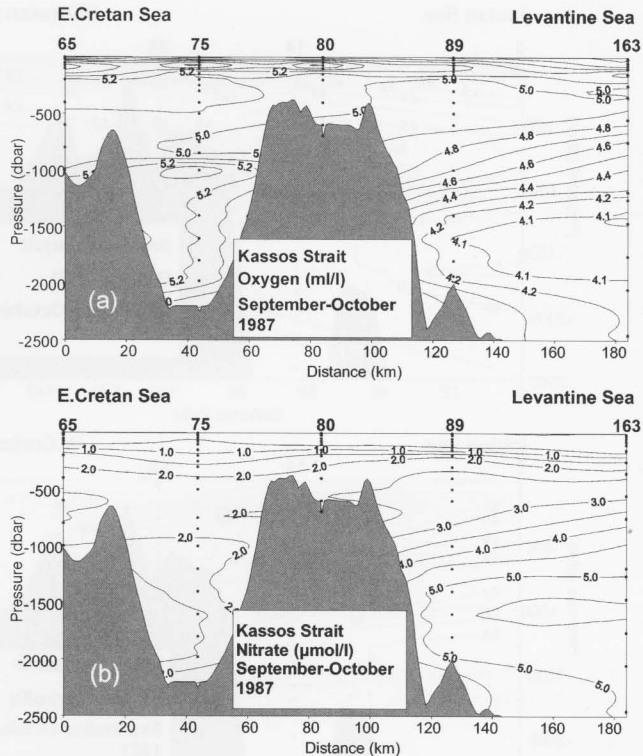 E.Cretan Sea Levantine Sea
65 75 80 89 163
5.2 5.2 5.2 5.0 5.0
5.0
5.0
5.0 4.8 4.8
5.0
5.2 5.2 4.6
5.2 4.6 4.4
5.2 4.4 4.2
4.2 4.1
4.2 4.1
4.1
5.2 5.2 4.2 4.1
4.2
0
-500
-1000
-1500
-2000
-2500
Pressure (dbar)
(a)
Kassos Strait
Oxygen (ml/l)
September-October
1987
0 20 40 60 80 100 120 140 160 180
Distance (km)
E.Cretan Sea Levantine Sea
65 75 80 89 163
1.0 1.0 1.0 1.0 1.0
2.0 2.0 2.0 2.0 2.0
2.0 3.0 3.0
2.0 2.0 4.0 4.0
5.0 5.0 5.0
5.0 5.0
0
-500
-1000
-1500
-2000
-2500
Pressure (dbar)
(b)
Kassos Strait
Nitrate (µmol/l)
September-October
1987
0 20 40 60 80 100 120 140 160 180
Distance (km)